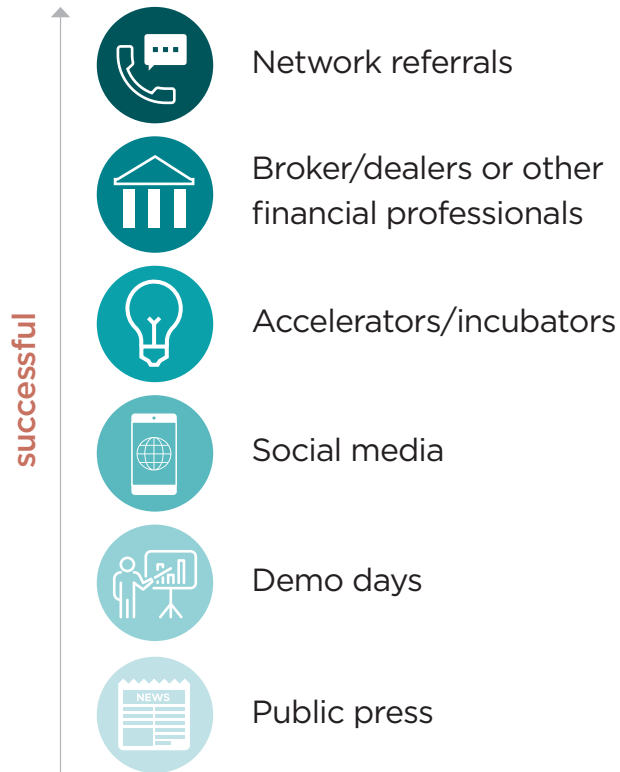 Network referrals
Broker/dealers or other
financial professionals
Accelerators/incubators
successful
Social media
Demo days
NEWS
Public press